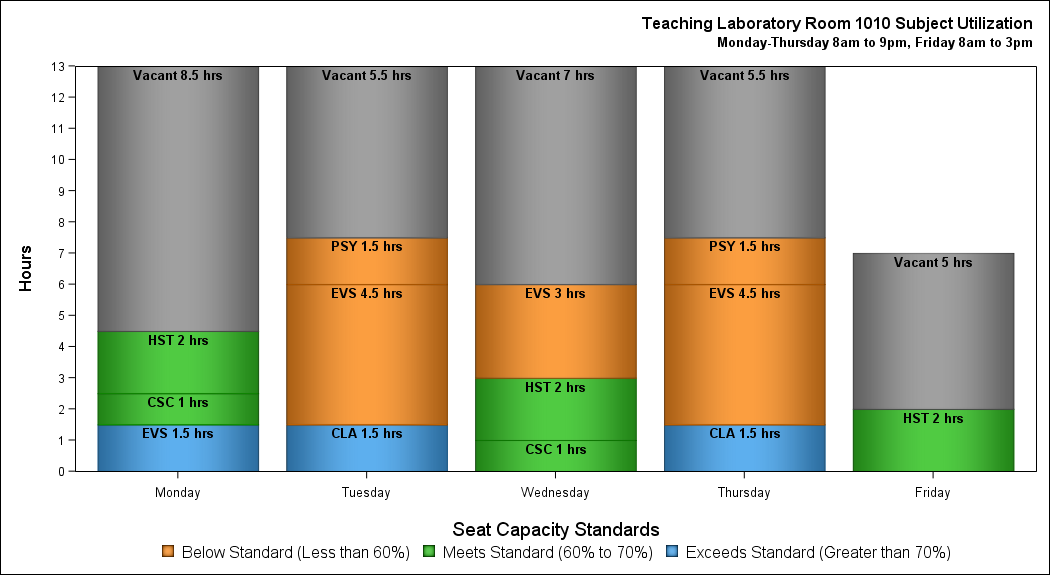 Teaching Laboratory Room 1010 Subject Utilization
Monday-Thursday 8am to 9pm, Friday 8am to 3pm
Hours
13
12
11
10
9
8
7
6
5
4
3
2
1
0
Vacant 8.5 hrs
HST 2 hrs
CSC 1 hrs
EVS 1.5 hrs
Vacant 5.5 hrs
PSY 1.5 hrs
EVS 4.5 hrs
CLA 1.5 hrs
Vacant 7 hrs
EVS 3 hrs
HST 2 hrs
CSC 1 hrs
Vacant 5.5 hrs
PSY 1.5 hrs
EVS 4.5 hrs
CLA 1.5 hrs
Vacant 5 hrs
HST 2 hrs
Monday Tuesday Wednesday Thursday Friday
Seat Capacity Standards
Below Standard (Less than 60%) Meets Standard (60% to 70%) Exceeds Standard (Greater than 70%)